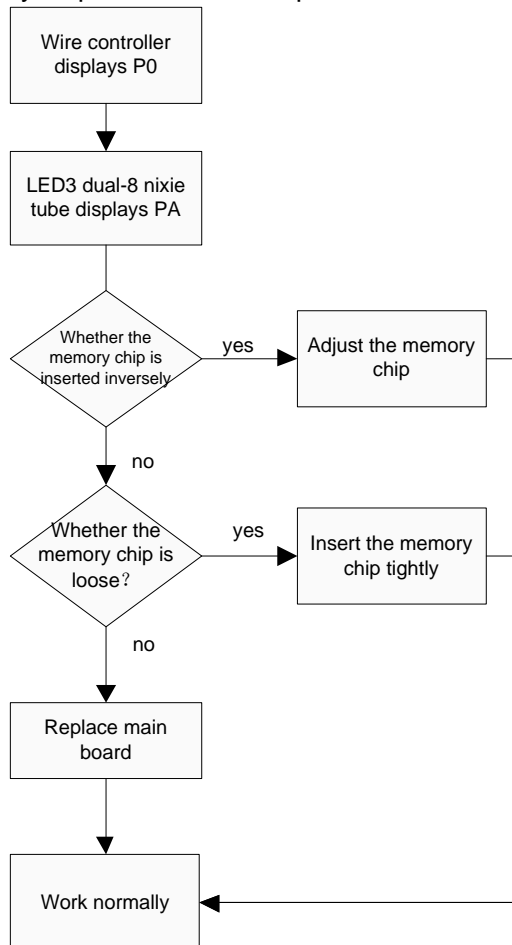 Wire controller
displays P0
LED3 dual-8 nixie
tube displays PA
Whether the
memory chip is
inserted inversely
yes
Adjust the memory
chip
no
Whether the
memory chip is
loose？
yes
Insert the memory
chip tightly
no
Replace main
board
Work normally